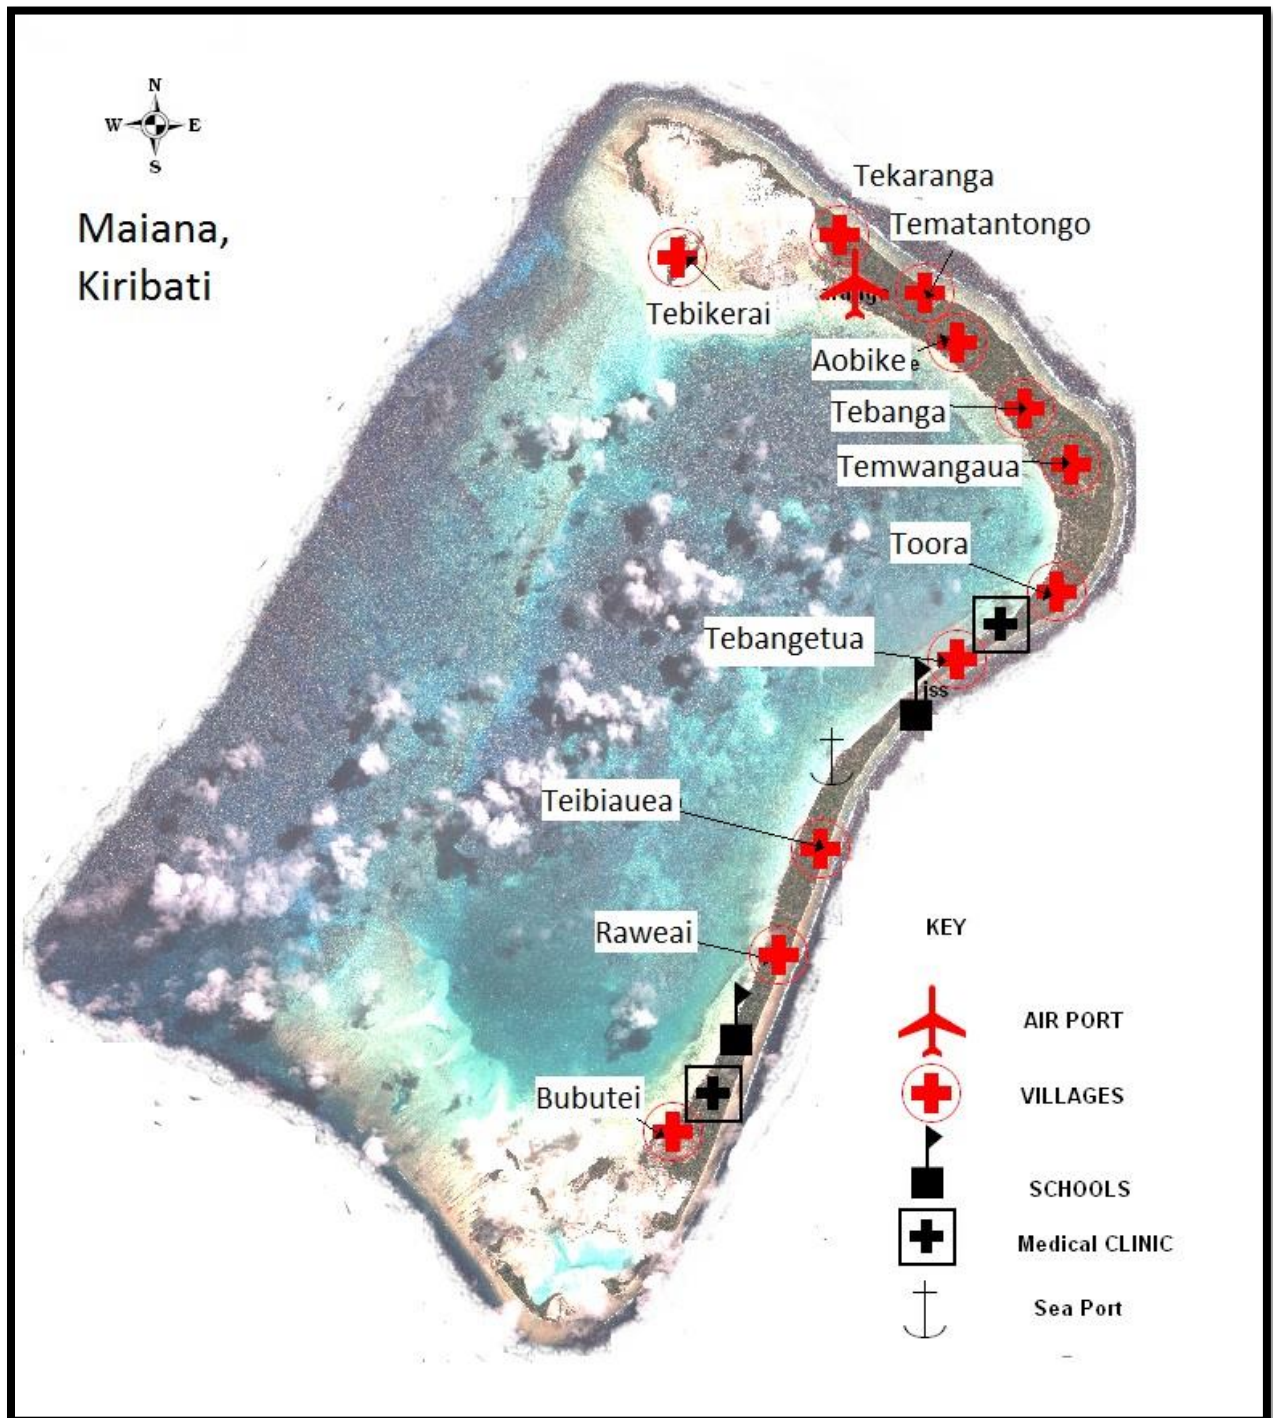 N
W E
S
Maiana,
Kiribati
Tekaranga
Tematantongo
Tebikerai
Aobike
Tebanga
Temwangaua
Toora
Tebangetua
jss
Teibiauea
Raweai
Bubutei
KEY
AIR PORT
VILLAGES
SCHOOLS
Medical CLINIC
Sea Port